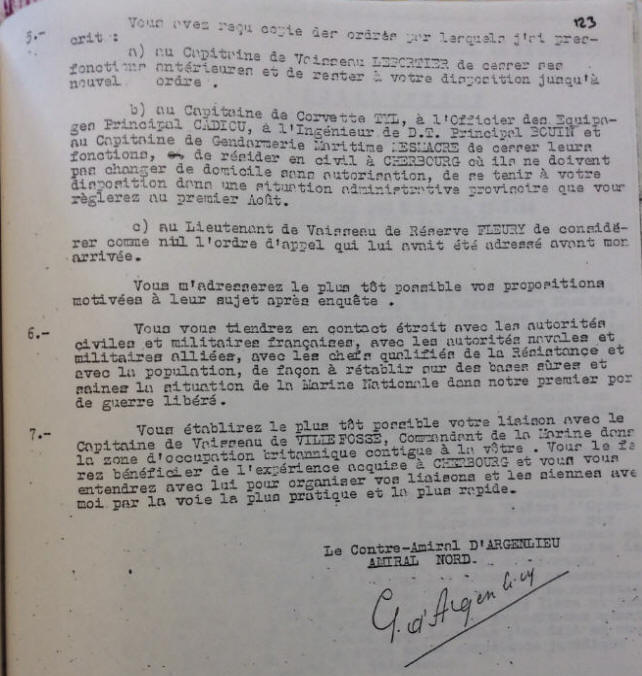 123
5.- Vous avez reçu copie des ordres par lesquels j'ai pres-
crit :
a) au Capitaine de Vaisseau LEPORTIER de cesser ses
fonctions antérieures et de rester à votre disposition jusqu'à
nouvel ordre .
b) au Capitaine de Corvette TYL, à l'Officier des Equipa-
ges Principal CADICU, à l'Ingénieur de D.T. Principal BOUIN et
au Capitaine de Gendarmerie Maritime de cesser leurs
fonctions, de résider en civil à CHERBOURG où ils ne doivent
pas changer de domicile sans autorisation, de se tenir à votre
disposition dans une situation administrative provisoire que vous
règlerez au premier Août.
c) au Lieutenant de Vaisseau de Réserve FLEURY de considé-
rer comme nul l'ordre d'appel qui lui avait été adressé avant mon
arrivée.
Vous m'adresserez le plus tôt possible vos propositions
motivées à leur sujet après enquête .
6.- Vous vous tiendrez en contact étroit avec les autorités
civiles et militaires françaises, avec les autorités navales et
militaires alliées, avec les chefs qualifiés de la Résistance et
avec la population, de façon à rétablir sur des bases sûres et
saines la situation de la Marine Nationale dans notre premier por
de guerre libéré.
7.- Vous établirez le plus tôt possible votre liaison avec le
Capitaine de Vaisseau de VILLEFOSSE, Commandant de la Marine dans
la zone d'occupation britannique contigue à la vôtre . Vous le fe
rez bénéficier de l'expérience acquise à CHERBOURG et vous vous
entendrez avec lui pour organiser vos liaisons et les siennes ave
moi par la voie la plus pratique et la plus rapide.
Le Contre-Amiral D'ARGENLIEU
AMIRAL NORD.
G. d'Argenlieu